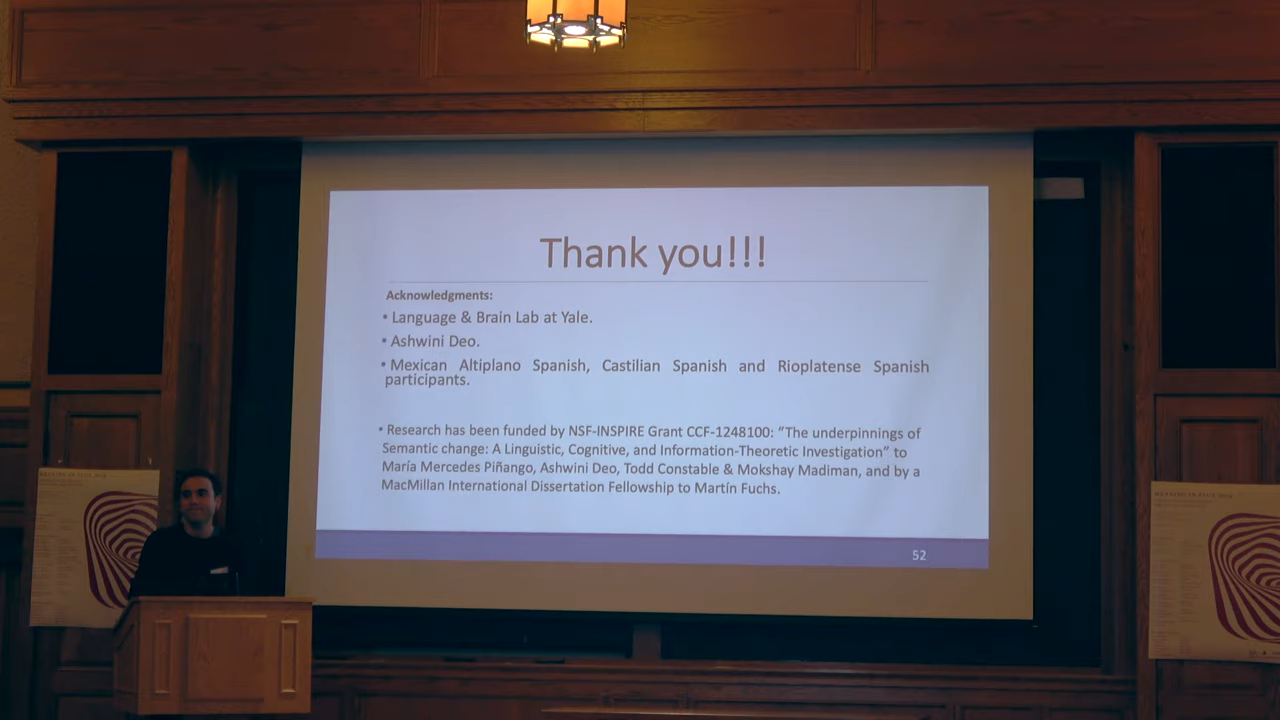 Thank you!!!
Acknowledgments:
• Language & Brain Lab at Yale.
• Ashwini Deo.
• Mexican Altiplano Spanish, Castilian Spanish and Rioplatense Spanish
participants.
• Research has been funded by NSF-INSPIRE Grant CCF-1248100: “The underpinnings of
Semantic change: A Linguistic, Cognitive, and Information-Theoretic Investigation” to
María Mercedes Piñango, Ashwini Deo, Todd Constable & Mokshay Madiman, and by a
MacMillan International Dissertation Fellowship to Martín Fuchs.
52